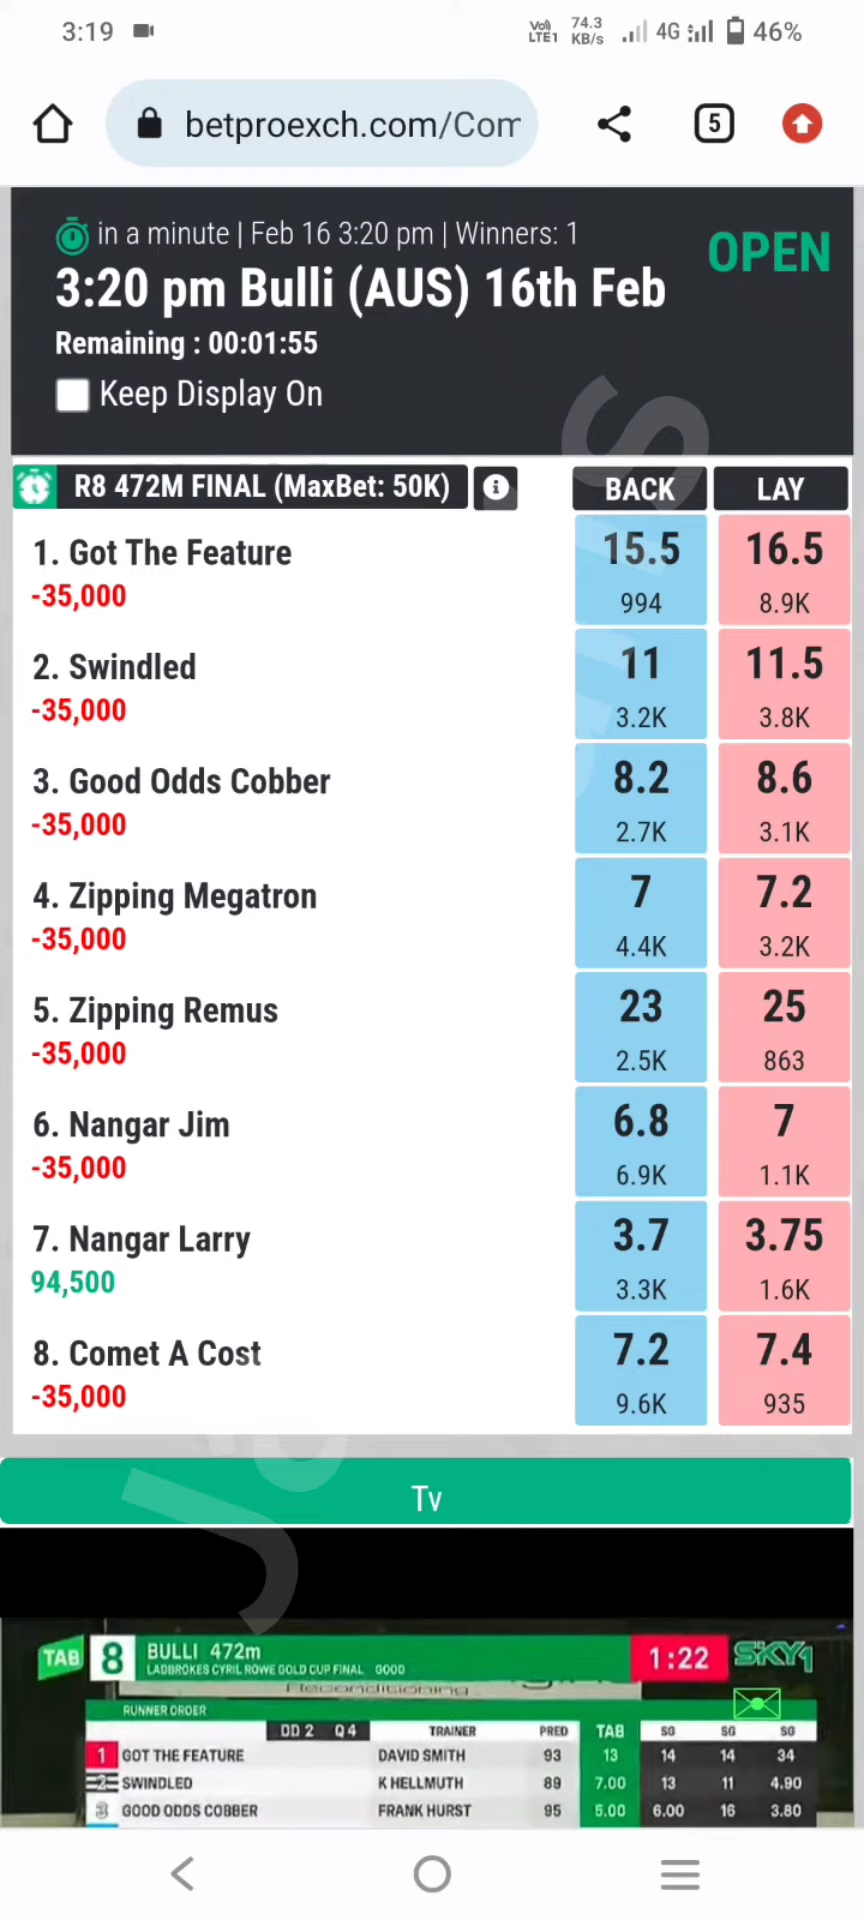 3:19 Vo)) LTE1 74.3 KB/s 4G 46%
betproexch.com/Com 5
in a minute | Feb 16 3:20 pm | Winners: 1
OPEN
3:20 pm Bulli (AUS) 16th Feb
Remaining : 00:01:55
Keep Display On
R8 472M FINAL (MaxBet: 50K) i BACK LAY
1. Got The Feature 15.5 16.5
-35,000 994 8.9K
2. Swindled 11 11.5
-35,000 3.2K 3.8K
3. Good Odds Cobber 8.2 8.6
-35,000 2.7K 3.1K
4. Zipping Megatron 7 7.2
-35,000 4.4K 3.2K
5. Zipping Remus 23 25
-35,000 2.5K 863
6. Nangar Jim 6.8 7
-35,000 6.9K 1.1K
7. Nangar Larry 3.7 3.75
94,500 3.3K 1.6K
8. Comet A Cost 7.2 7.4
-35,000 9.6K 935
Tv
TAB 8 BULLI 472m 1:22 SKY1
LADBROKES CYRIL ROWE GOLD CUP FINAL GOOD
Reconditioning
RUNNER ORDER
DD 2 Q 4 TRAINER PRED TAB SG SG SG
1 GOT THE FEATURE DAVID SMITH 93 13 14 14 34
2 SWINDLED K HELLMUTH 89 7.00 13 11 4.90
3 GOOD ODDS COBBER FRANK HURST 95 5.00 6.00 16 3.80